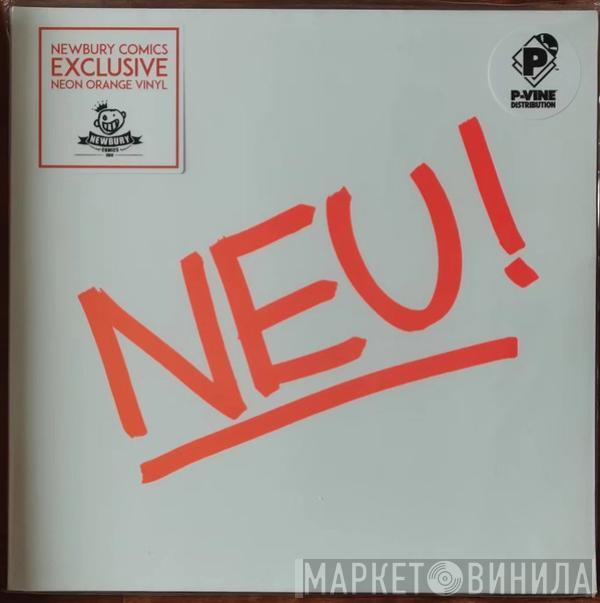 NEWBURY COMICS
EXCLUSIVE
NEON ORANGE VINYL
NEWBURY
COMICS
P
P-VINE
DISTRIBUTION
NEU!
МАРКЕТ ВИНИЛА